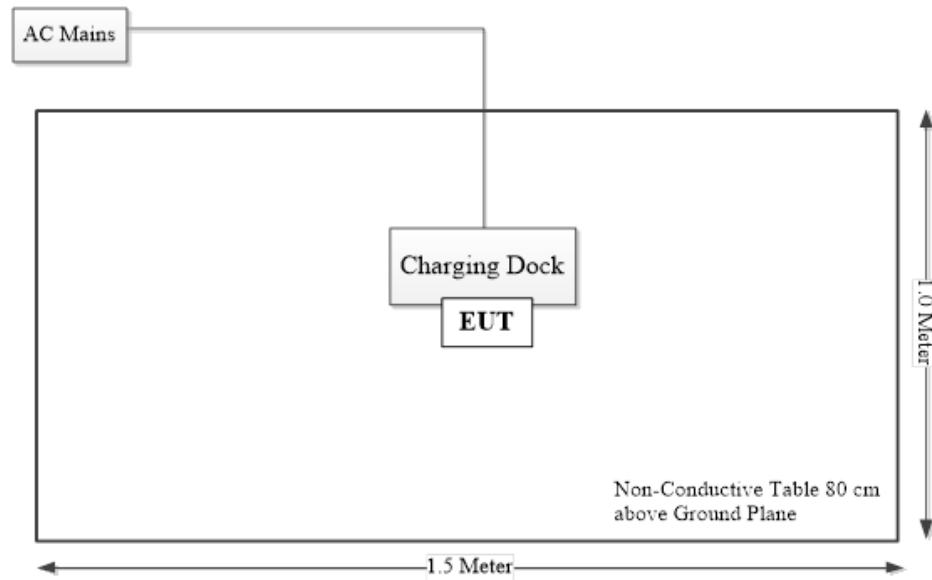 AC Mains
Charging Dock
EUT
1.0 Meter
Non-Conductive Table 80 cm
above Ground Plane
1.5 Meter